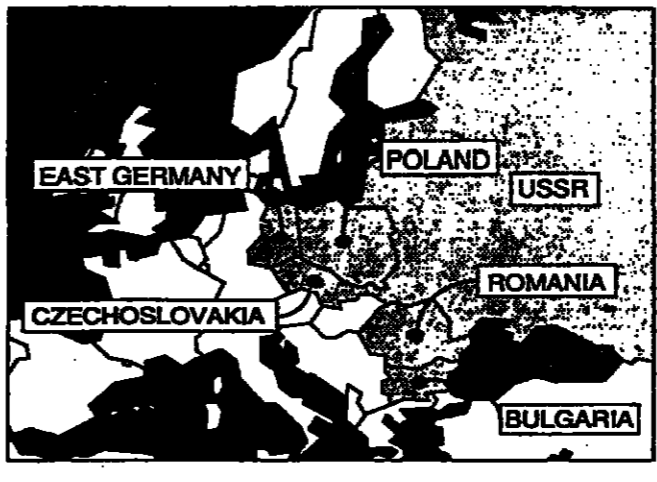 POLAND
EAST GERMANY
USSR
ROMANIA
CZECHOSLOVAKIA
BULGARIA